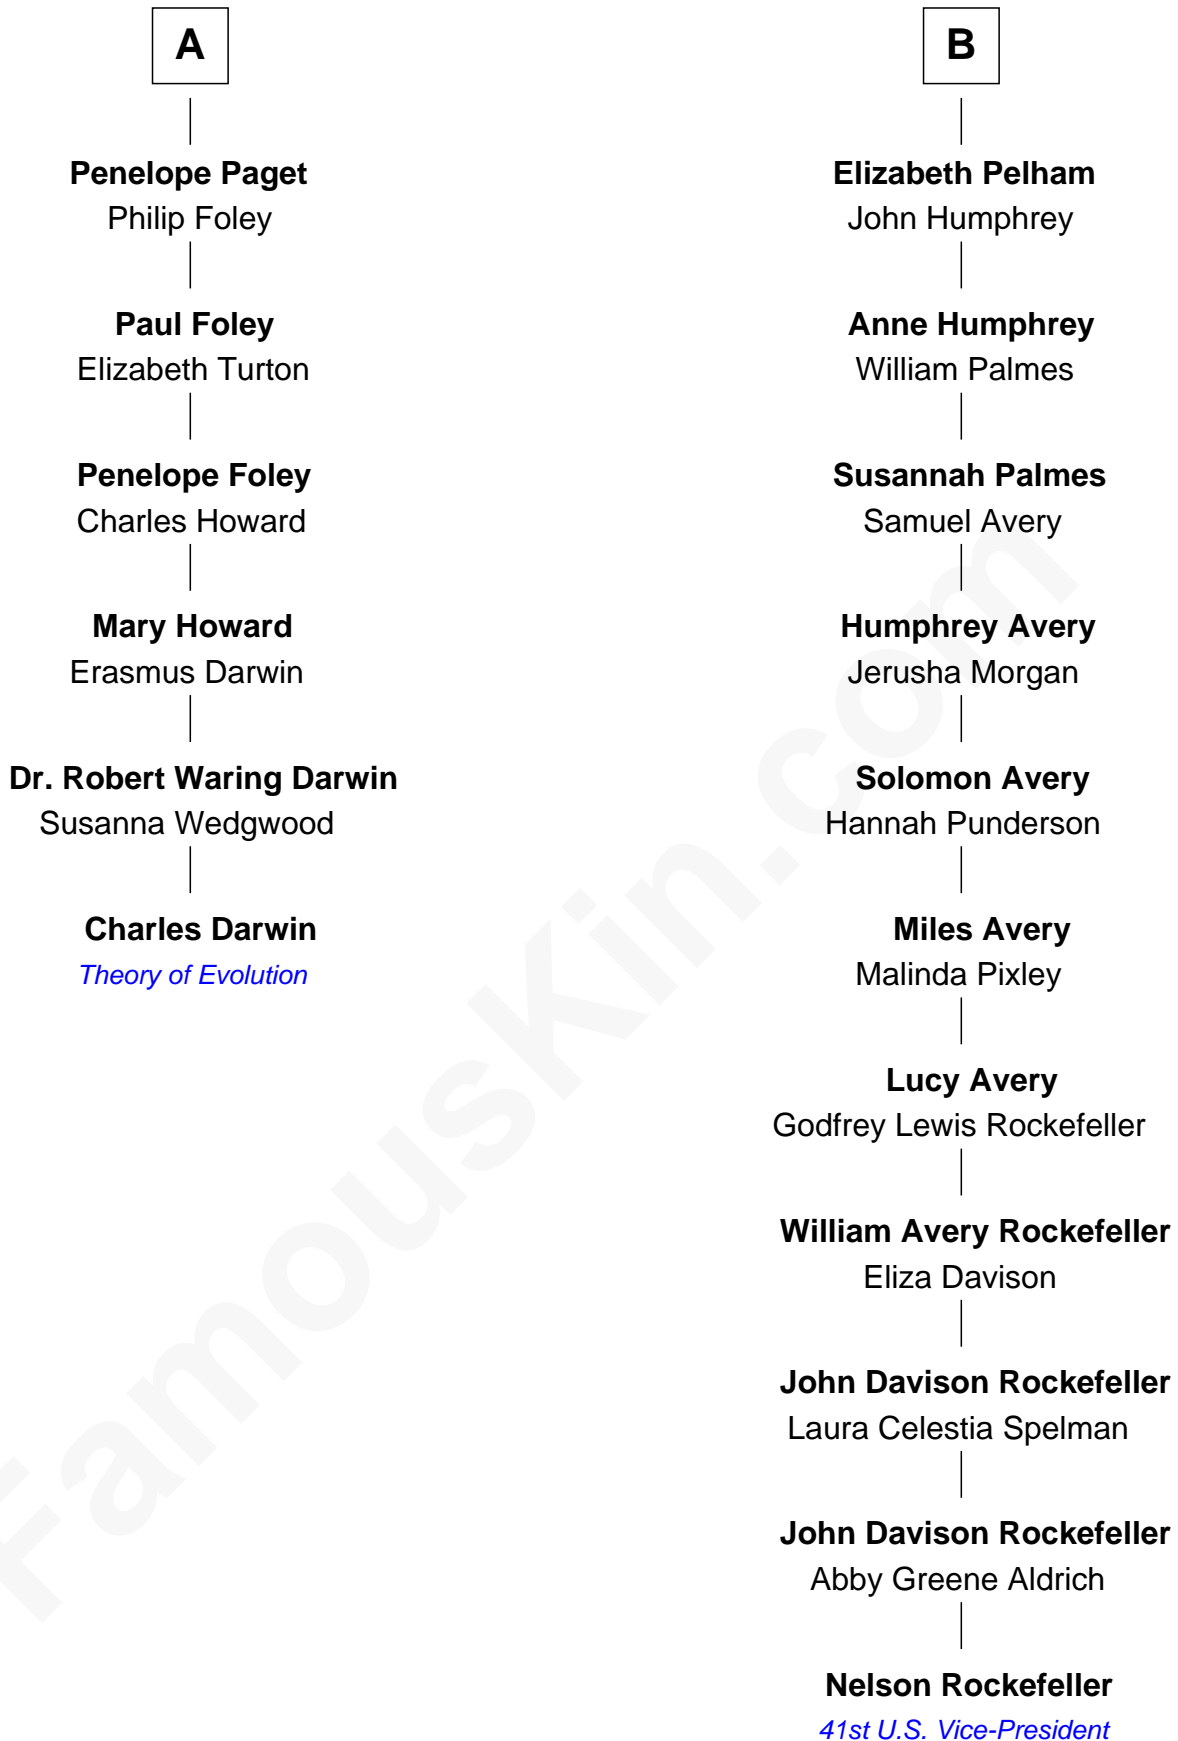 A
Penelope Paget
Philip Foley
Paul Foley
Elizabeth Turton
Penelope Foley
Charles Howard
Mary Howard
Erasmus Darwin
Dr. Robert Waring Darwin
Susanna Wedgwood
Charles Darwin
Theory of Evolution
B
Elizabeth Pelham
John Humphrey
Anne Humphrey
William Palmes
Susannah Palmes
Samuel Avery
Humphrey Avery
Jerusha Morgan
Solomon Avery
Hannah Punderson
Miles Avery
Malinda Pixley
Lucy Avery
Godfrey Lewis Rockefeller
William Avery Rockefeller
Eliza Davison
John Davison Rockefeller
Laura Celestia Spelman
John Davison Rockefeller
Abby Greene Aldrich
Nelson Rockefeller
41st U.S. Vice-President
FamousKin.com